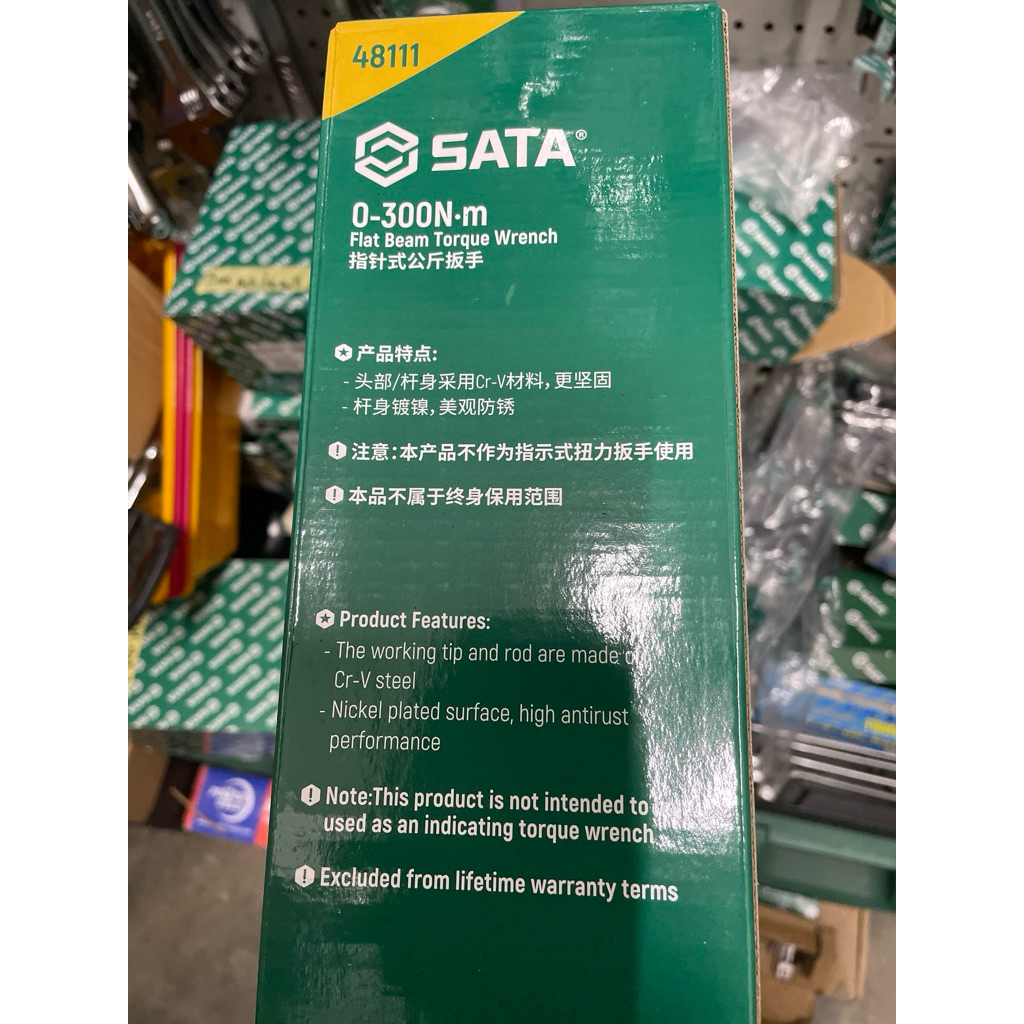 48111
SATA®
0-300N·m
Flat Beam Torque Wrench
指针式公斤扳手
产品特点:
- 头部/杆身采用Cr-V材料,更坚固
- 杆身镀镍,美观防锈
注意:本产品不作为指示式扭力扳手使用
本品不属于终身保用范围
Product Features:
- The working tip and rod are made
Cr-V steel
- Nickel plated surface, high antirust
performance
Note:This product is not intended to
used as an indicating torque wrench
Excluded from lifetime warranty terms